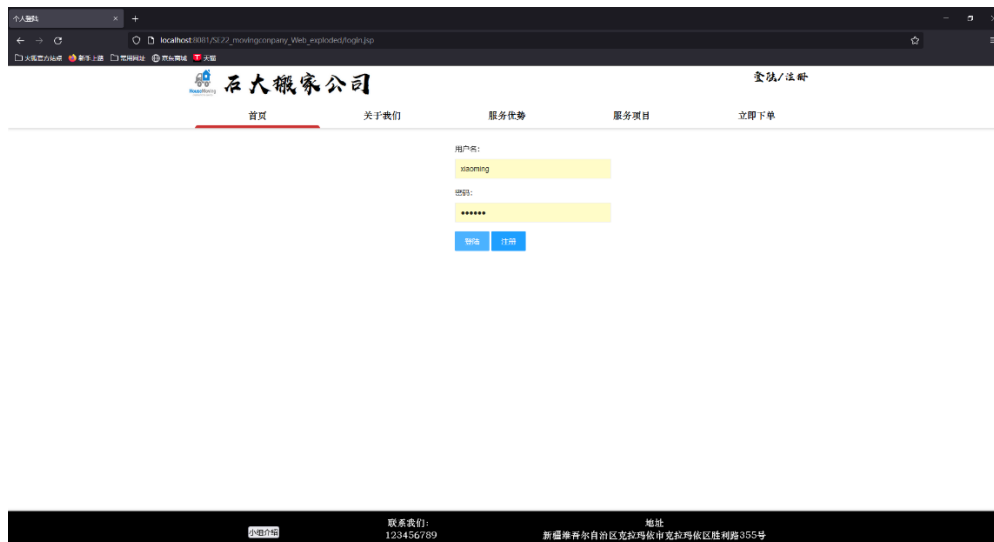 个人登陆
localhost:8081/SE22_movingconpany_Web_exploded/login.jsp
火狐官方站点 新手上路 常用网址 京东商城 天猫
HouseMoving
石大搬家公司
登陆/注册
首页 关于我们 服务优势 服务项目 立即下单
用户名:
xiaoming
密码:
登陆 注册
小组介绍
联系我们:
123456789
地址
新疆维吾尔自治区克拉玛依市克拉玛依区胜利路355号